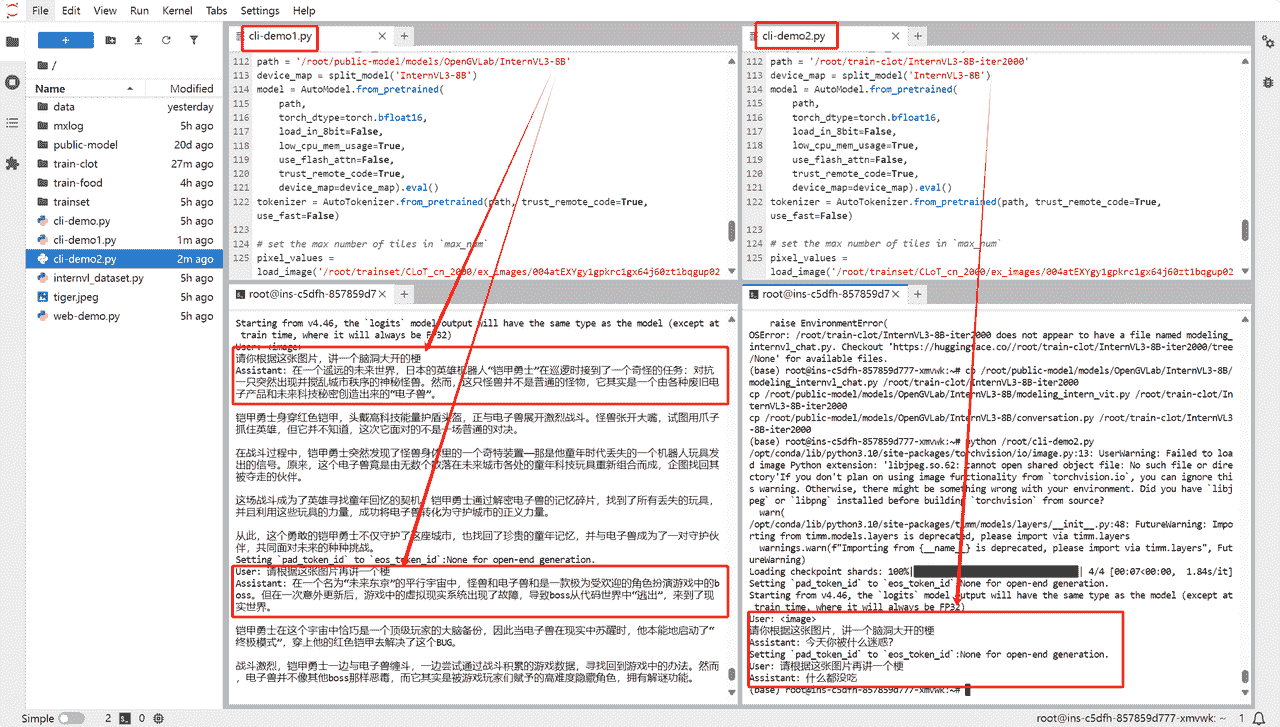 File Edit View Run Kernel Tabs Settings Help
+
/
Name Modified
data yesterday
mxlog 5h ago
public-model 20d ago
train-clot 27m ago
train-food 4h ago
trainset 5h ago
cli-demo.py 5h ago
cli-demo1.py 1m ago
cli-demo2.py 2m ago
internvl_dataset.py 5h ago
tiger.jpeg 5h ago
web-demo.py 5h ago
cli-demo1.py
112 path = '/root/public-model/models/OpenGVLab/InternVL3-8B'
113 device_map = split_model('InternVL3-8B')
114 model = AutoModel.from_pretrained(
115 path,
116 torch_dtype=torch.bfloat16,
117 load_in_8bit=False,
118 low_cpu_mem_usage=True,
119 use_flash_attn=False,
120 trust_remote_code=True,
121 device_map=device_map).eval()
122 tokenizer = AutoTokenizer.from_pretrained(path, trust_remote_code=True,
use_fast=False)
123
124 # set the max number of tiles in `max_num`
125 pixel_values =
load_image('/root/trainset/CLoT_cn_2000/ex_images/004atEXYgy1gpkrc1gx64j60zt1bqgup02
cli-demo2.py
112 path = '/root/train-clot/InternVL3-8B-iter2000'
113 device_map = split_model('InternVL3-8B')
114 model = AutoModel.from_pretrained(
115 path,
116 torch_dtype=torch.bfloat16,
117 load_in_8bit=False,
118 low_cpu_mem_usage=True,
119 use_flash_attn=False,
120 trust_remote_code=True,
121 device_map=device_map).eval()
122 tokenizer = AutoTokenizer.from_pretrained(path, trust_remote_code=True,
use_fast=False)
123
124 # set the max number of tiles in `max_num`
125 pixel_values =
load_image('/root/trainset/CLoT_cn_2000/ex_images/004atEXYgy1gpkrc1gx64j60zt1bqgup02
root@ins-c5dfh-857859d7
Starting from v4.46, the `logits` model output will have the same type as the model (except at
train time, where it will always be FP32)
User: <image>
请你根据这张图片，讲一个脑洞大开的梗
Assistant: 在一个遥远的未来世界，日本的英雄机器人“铠甲勇士”在巡逻时接到了一个奇怪的任务：对抗
一只突然出现并搅乱城市秩序的神秘怪兽。然而，这只怪兽并不是普通的怪物，它其实是一个由各种废旧电
子产品和未来科技秘密创造出来的“电子兽”。
铠甲勇士身穿红色铠甲，头戴高科技能量护盾头盔，正与电子兽展开激烈战斗。怪兽张开大嘴，试图用爪子
抓住英雄，但它并不知道，这次它面对的不是一场普通的对决。
在战斗过程中，铠甲勇士突然发现了怪兽身体里的一个奇特装置—那是他童年时代丢失的一个机器人玩具发
出的信号。原来，这个电子兽竟是由无数个散落在未来城市各处的童年科技玩具重新组合而成，企图找回其
被夺走的伙伴。
这场战斗成为了英雄寻找童年回忆的契机。铠甲勇士通过解密电子兽的记忆碎片，找到了所有丢失的玩具，
并且利用这些玩具的力量，成功将电子兽转化为守护城市的正义力量。
从此，这个勇敢的铠甲勇士不仅守护了这座城市，也找回了珍贵的童年记忆，并与电子兽成为了一对守护伙
伴，共同面对未来的种种挑战。
Setting `pad_token_id` to `eos_token_id`:None for open-end generation.
User: 请根据这张图片再讲一个梗
Assistant: 在一个名为“未来东京”的平行宇宙中，怪兽和电子兽和是一款极为受欢迎的角色扮演游戏中的b
oss。但在一次意外更新后，游戏中的虚拟现实系统出现了故障，导致boss从代码世界中“逃出”，来到了现
实世界。
铠甲勇士在这个宇宙中恰巧是一个顶级玩家的大脑备份，因此当电子兽在现实中苏醒时，他本能地启动了“
终极模式”，穿上他的红色铠甲去解决了这个BUG。
战斗激烈，铠甲勇士一边与电子兽缠斗，一边尝试通过战斗积累的游戏数据，寻找回到游戏中的办法。然而
，电子兽并不像其他boss那样恶毒，而它其实是被游戏玩家们赋予的高难度隐藏角色，拥有解谜功能。
root@ins-c5dfh-857859d7
raise EnvironmentError(
OSError: /root/train-clot/InternVL3-8B-iter2000 does not appear to have a file named modeling_
internvl_chat.py. Checkout 'https://huggingface.co//root/train-clot/InternVL3-8B-iter2000/tree
/None' for available files.
(base) root@ins-c5dfh-857859d777-xmvwk:~# cp /root/public-model/models/OpenGVLab/InternVL3-8B/
modeling_internvl_chat.py /root/train-clot/InternVL3-8B-iter2000
cp /root/public-model/models/OpenGVLab/InternVL3-8B/modeling_intern_vit.py /root/train-clot/In
ternVL3-8B-iter2000
cp /root/public-model/models/OpenGVLab/InternVL3-8B/conversation.py /root/train-clot/InternVL3
-8B-iter2000
(base) root@ins-c5dfh-857859d777-xmvwk:~# python /root/cli-demo2.py
/opt/conda/lib/python3.10/site-packages/torchvision/io/image.py:13: UserWarning: Failed to loa
d image Python extension: 'libjpeg.so.62: cannot open shared object file: No such file or dire
ctory'If you don't plan on using image functionality from `torchvision.io`, you can ignore thi
s warning. Otherwise, there might be something wrong with your environment. Did you have `libj
peg` or `libpng` installed before building `torchvision` from source?
warn(
/opt/conda/lib/python3.10/site-packages/timm/models/layers/__init__.py:48: FutureWarning: Impo
rting from timm.models.layers is deprecated, please import via timm.layers
warnings.warn(f"Importing from {__name__} is deprecated, please import via timm.layers", Fut
ureWarning)
Loading checkpoint shards: 100%| | 4/4 [00:07<00:00, 1.84s/it]
Setting `pad_token_id` to `eos_token_id`:None for open-end generation.
Starting from v4.46, the `logits` model output will have the same type as the model (except at
train time, where it will always be FP32)
User: <image>
请你根据这张图片，讲一个脑洞大开的梗
Assistant: 今天你被什么迷惑?
Setting `pad_token_id` to `eos_token_id`:None for open-end generation.
User: 请根据这张图片再讲一个梗
Assistant: 什么都没吃
(base) root@ins-c5dfh-857859d777-xmvwk:~#
Simple 2 0 root@ins-c5dfh-857859d777-xmvwk: ~ 1